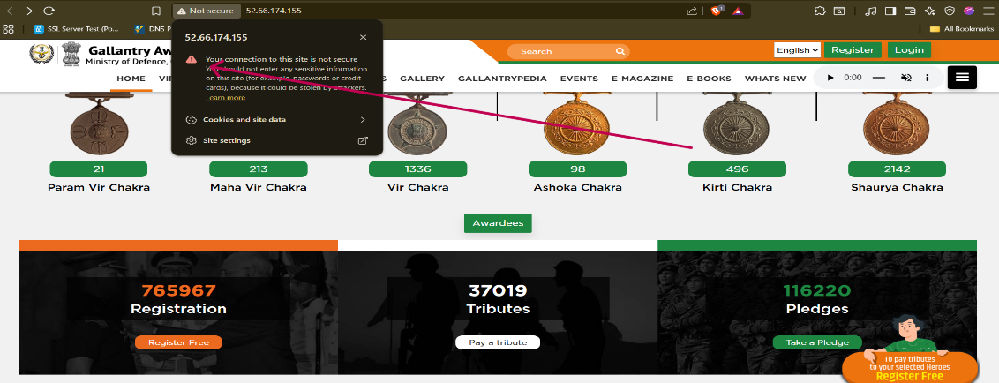 Not secure
52.66.174.155
SSL Server Test (Po...
DNS P
All Bookmarks
52.66.174.155
Your connection to this site is not secure
You should not enter any sensitive information
on this site (for example, passwords or credit
cards), because it could be stolen by attackers.
Learn more
Cookies and site data
Site settings
Gallantry Aw
Ministry of Defence,
Search
English
Register
Login
HOME
VI
S
GALLERY
GALLANTRYPEDIA
EVENTS
E-MAGAZINE
E-BOOKS
WHATS NEW
0:00
21
213
1336
98
496
2142
Param Vir Chakra
Maha Vir Chakra
Vir Chakra
Ashoka Chakra
Kirti Chakra
Shaurya Chakra
Awardees
765967
Registration
Register Free
37019
Tributes
Pay a tribute
116220
Pledges
Take a Pledge
To pay tributes
to your selected Heroes
Register Free